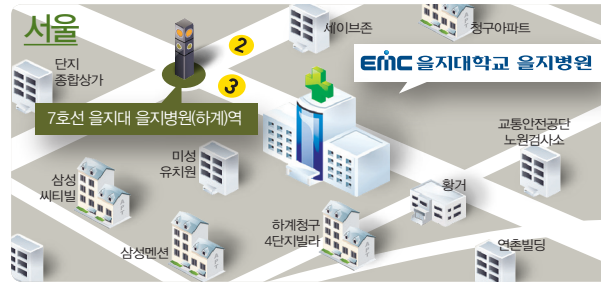 서울
단지
종합상가
2
3
세이브존
청구아파트
EMC 을지대학교 을지병원
7호선 을지대 을지병원(하계)역
교통안전공단
노원검사소
미성
유치원
삼성
씨티빌
황거
하계청구
4단지빌라
삼성멘션
연촌빌딩